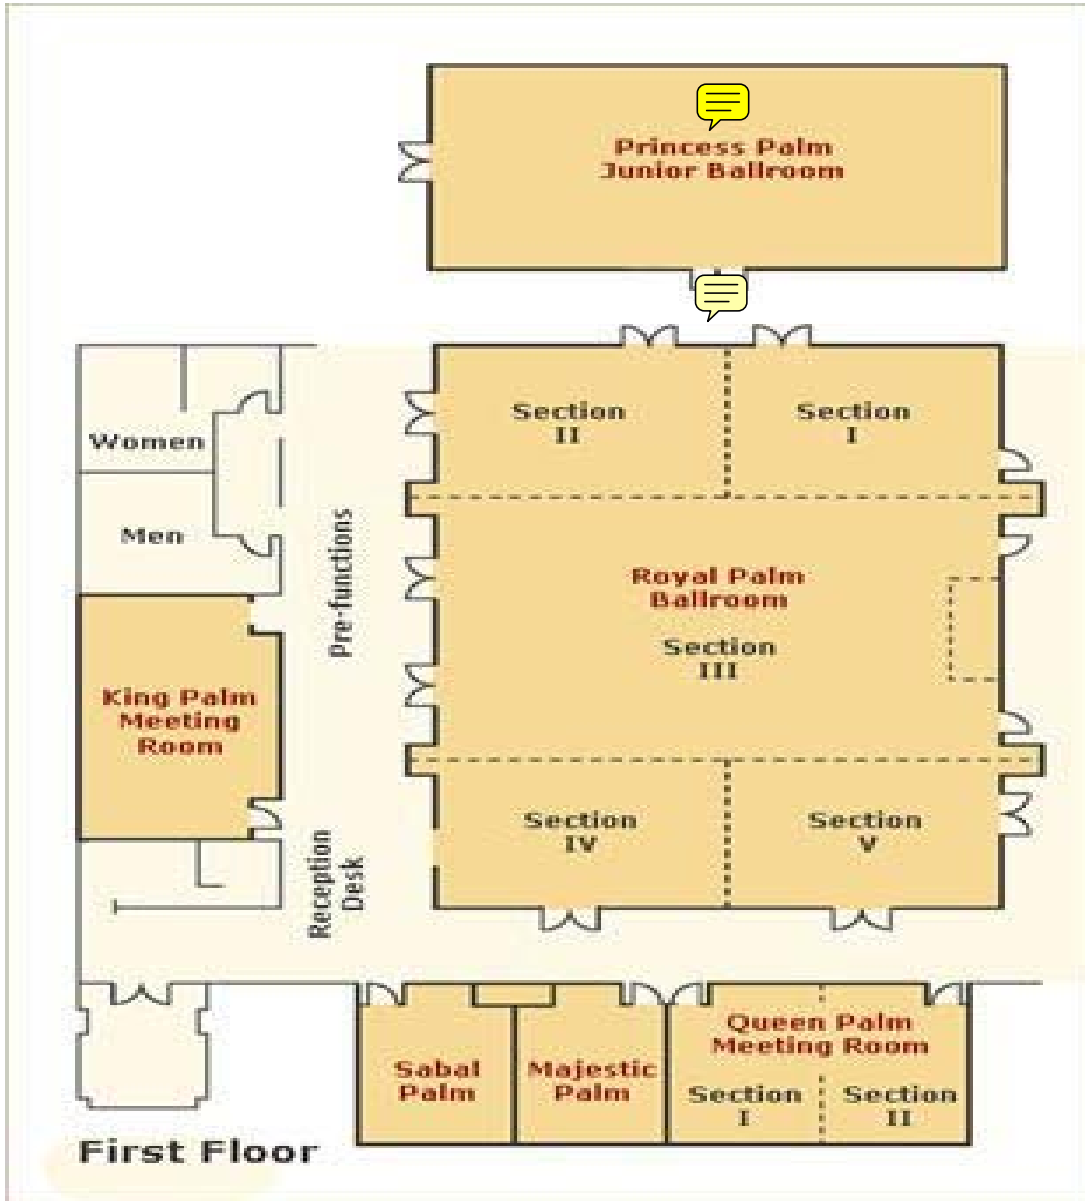 Princess Palm
Junior Ballroom
Section
II
Section
I
Women
Men
Pre-functions
Royal Palm
Ballroom
Section
III
King Palm
Meeting
Room
Section
IV
Section
V
Reception
Desk
Queen Palm
Meeting Room
Sabal
Palm
Majestic
Palm
Section
I
Section
II
First Floor